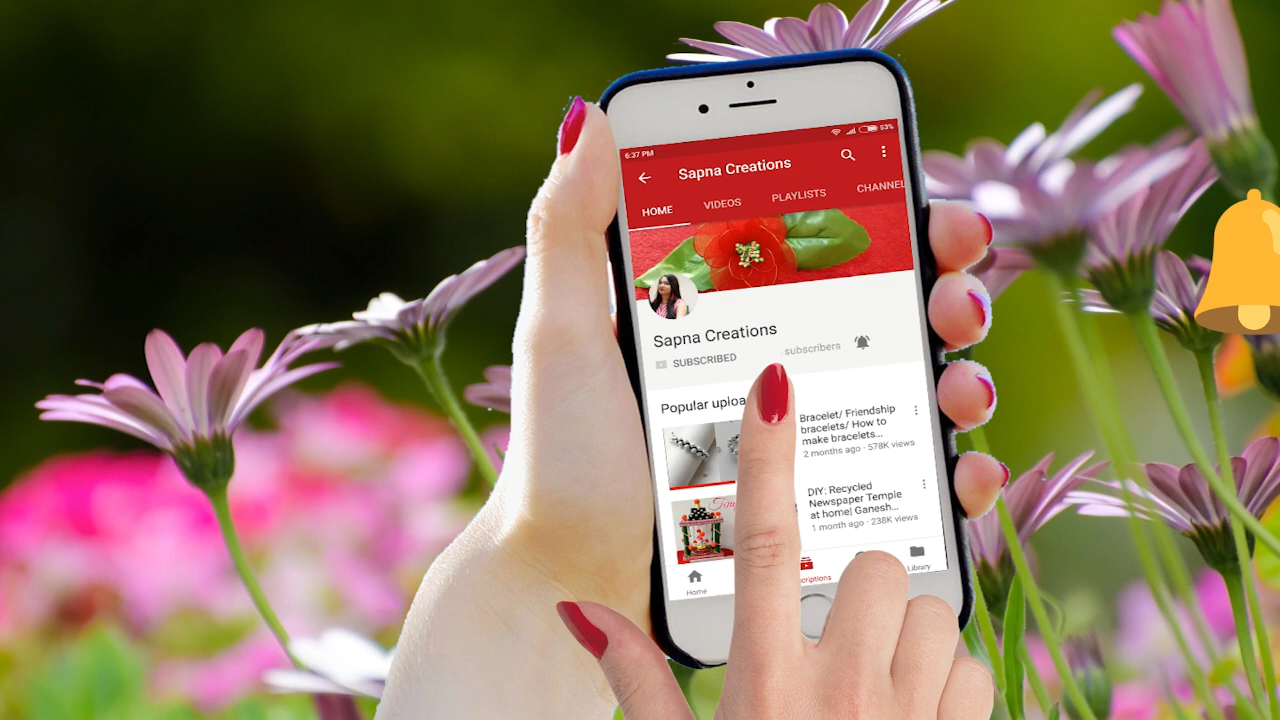 6:37 PM
53%
Sapna Creations
HOME VIDEOS PLAYLISTS CHANNEL
Sapna Creations
SUBSCRIBED subscribers
Popular uploa
Bracelet/ Friendship
bracelets/ How to
make bracelets...
2 months ago · 578K views
DIY: Recycled
Newspaper Temple
at home| Ganesh...
1 month ago · 238K views
Home
criptions
Library